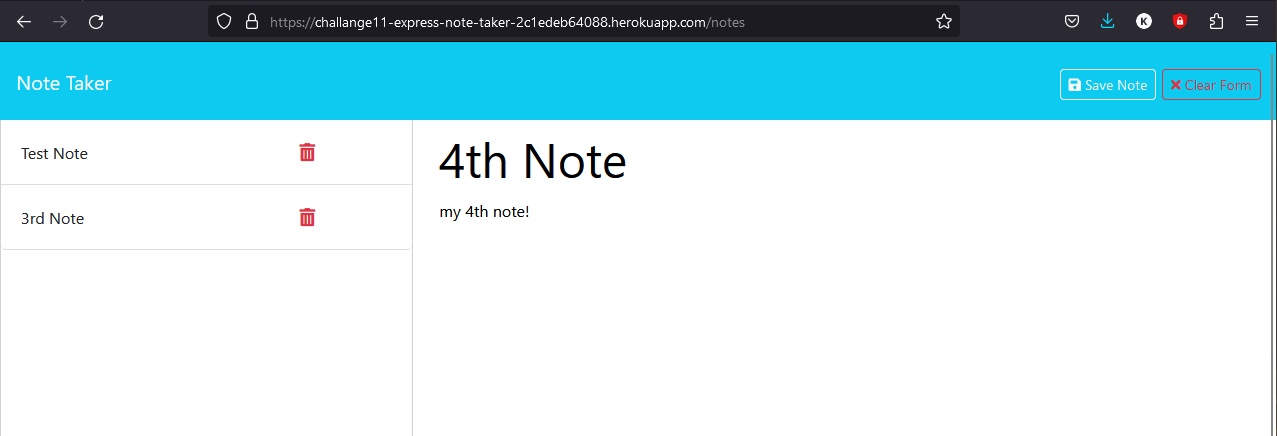 https://challange11-express-note-taker-2c1edeb64088.herokuapp.com/notes
K
Note Taker
Save Note
Clear Form
Test Note
3rd Note
4th Note
my 4th note!